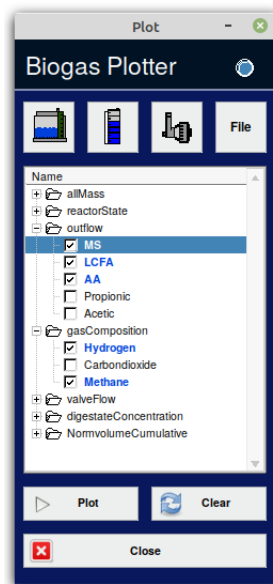 Plot
Biogas Plotter
File
Name
allMass
reactorState
outflow
MS
LCFA
AA
Propionic
Acetic
gasComposition
Hydrogen
Carbondioxide
Methane
valveFlow
digestateConcentration
NormvolumeCumulative
Plot
Clear
Close